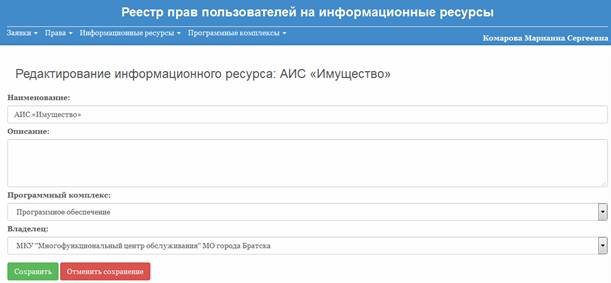 Реестр прав пользователей на информационные ресурсы
Заявки Права Информационные ресурсы Программные комплексы
Комарова Марианна Сергеевна
Редактирование информационного ресурса: АИС «Имущество»
Наименование:
АИС «Имущество»
Описание:
Программный комплекс:
Программное обеспечение
Владелец:
МКУ "Многофункциональный центр обслуживания" МО города Братска
Сохранить Отменить сохранение